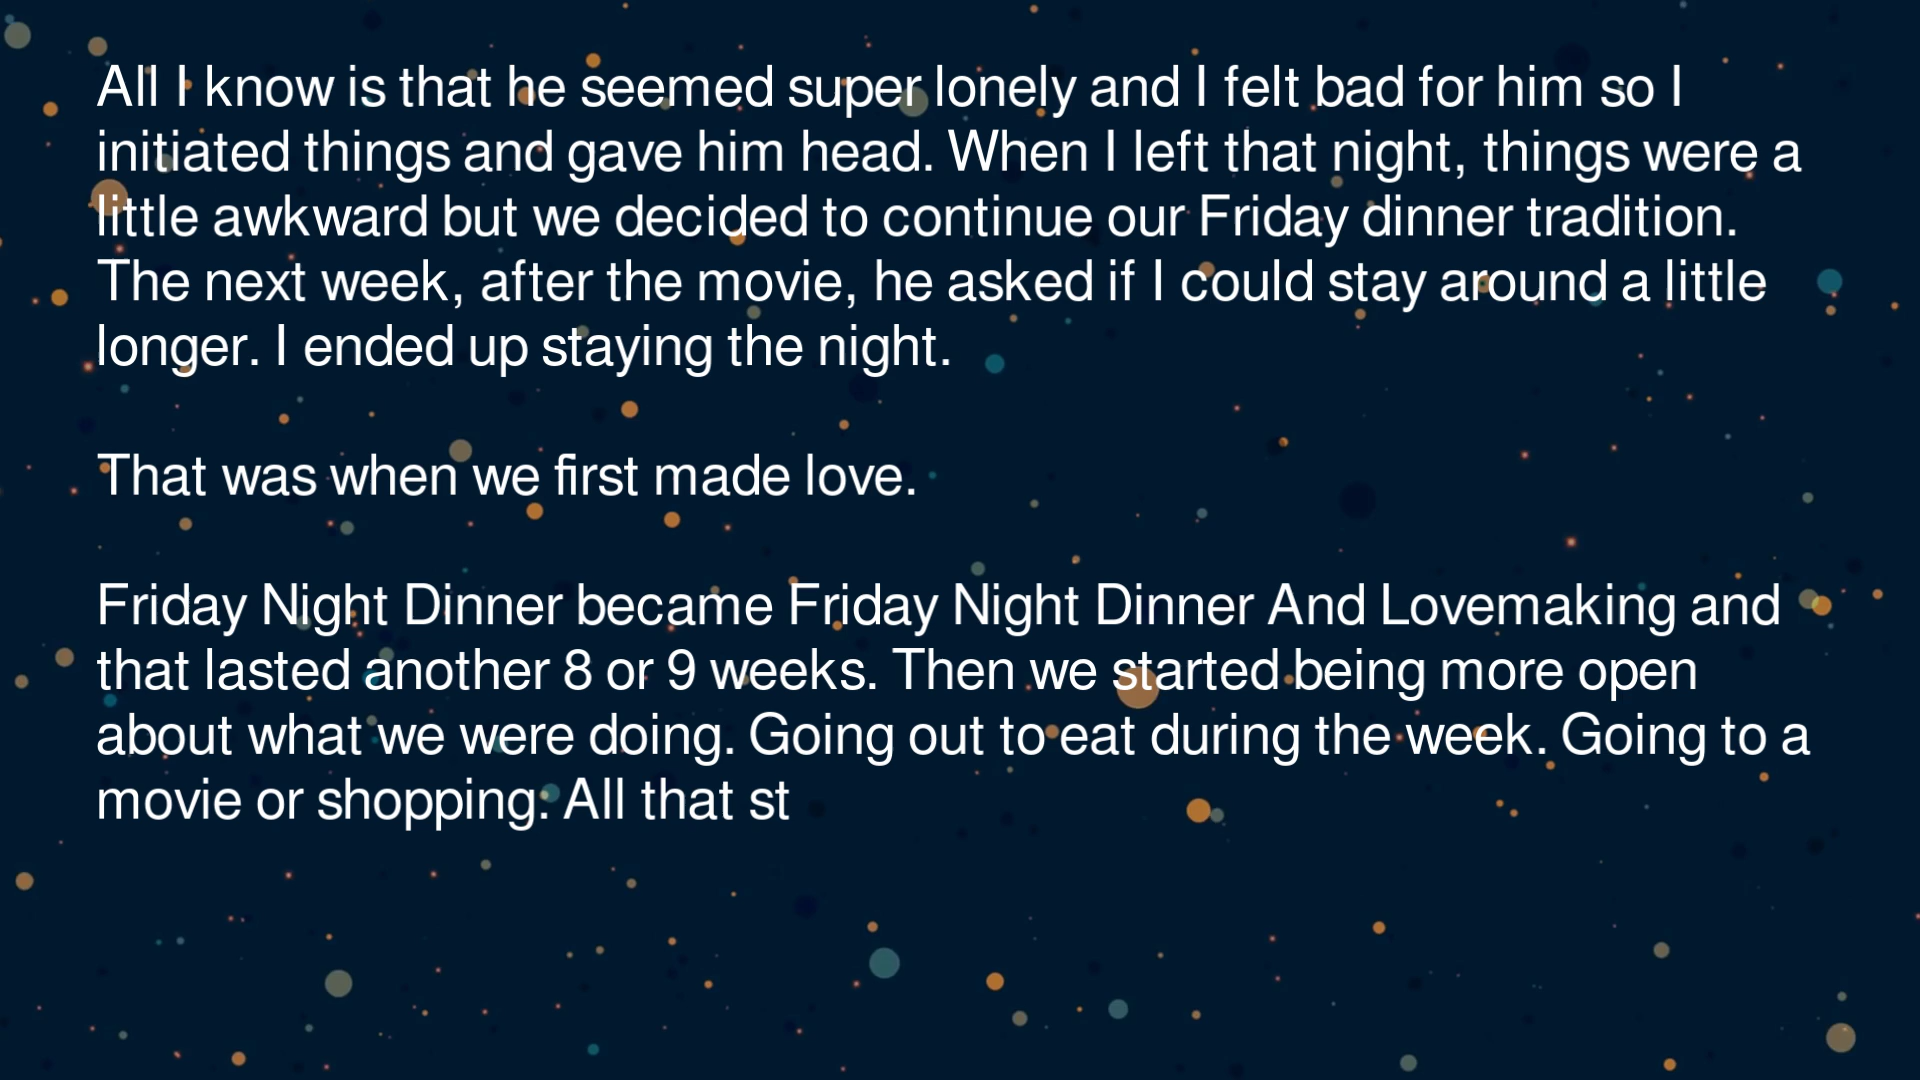 All I know is that he seemed super lonely and I felt bad for him so I
initiated things and gave him head. When I left that night, things were a
little awkward but we decided to continue our Friday dinner tradition.
The next week, after the movie, he asked if I could stay around a little
longer. I ended up staying the night.
That was when we first made love.
Friday Night Dinner became Friday Night Dinner And Lovemaking and
that lasted another 8 or 9 weeks. Then we started being more open
about what we were doing. Going out to eat during the week. Going to a
movie or shopping. All that st